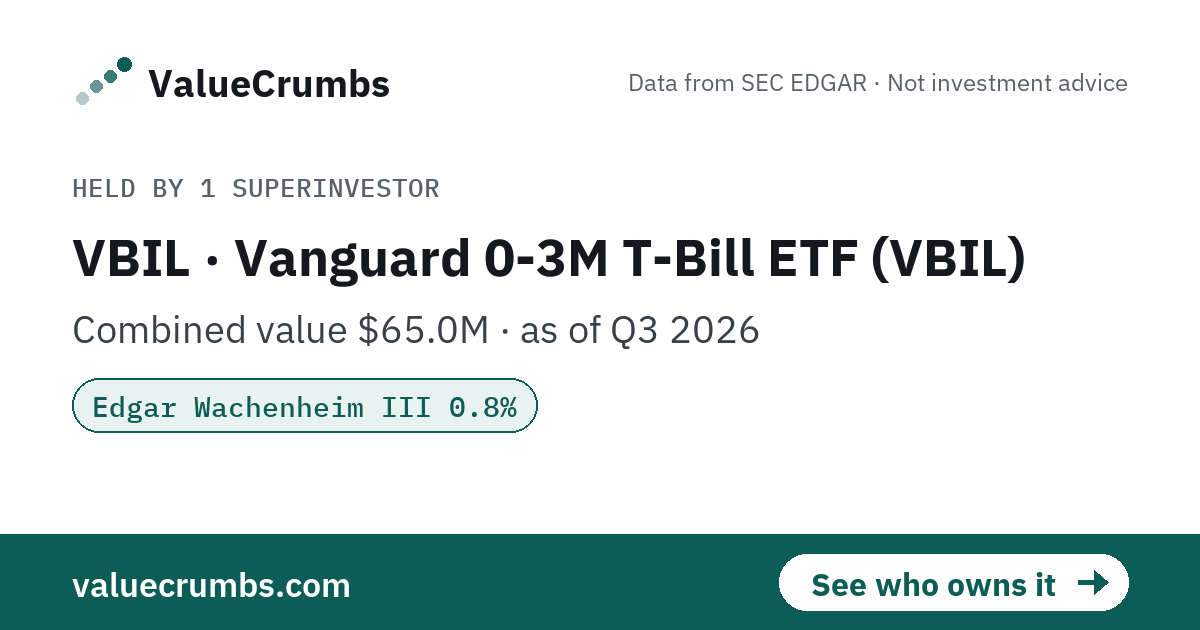 ValueCrumbs
Data from SEC EDGAR · Not investment advice
HELD BY 1 SUPERINVESTOR
VBIL · Vanguard 0-3M T-Bill ETF (VBIL)
Combined value $65.0M · as of Q3 2026
Edgar Wachenheim III 0.8%
valuecrumbs.com
See who owns it →